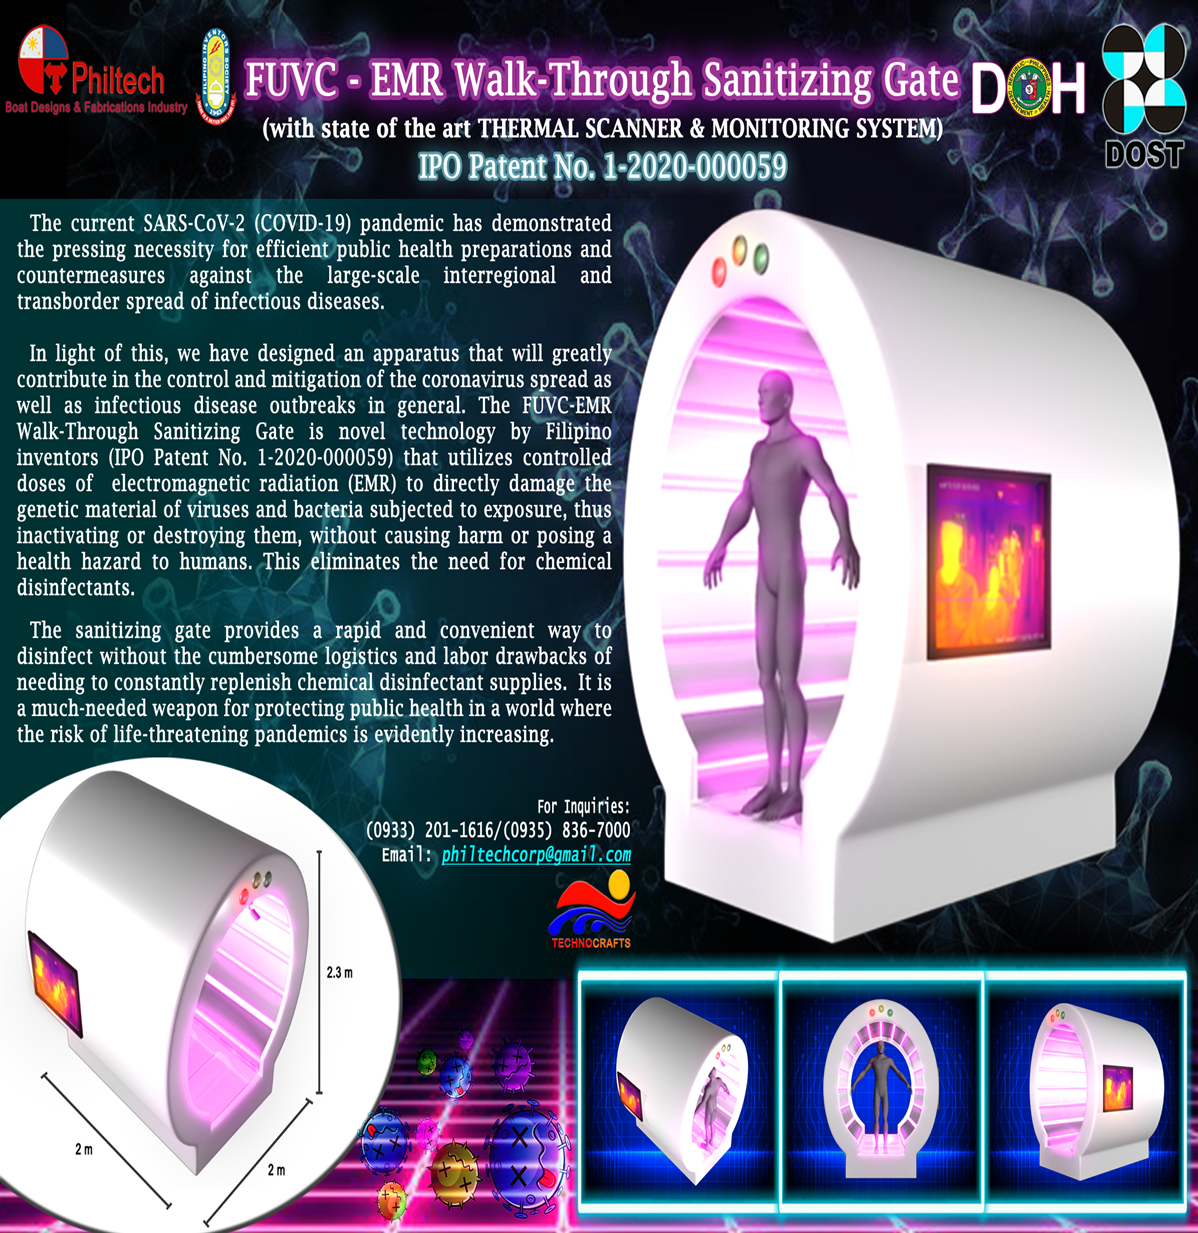 Philtech
Boat Designs & Fabrications Industry
FILIPINO INVENTORS SOCIETY
1943
FUVC - EMR Walk-Through Sanitizing Gate
(with state of the art THERMAL SCANNER & MONITORING SYSTEM)
IPO Patent No. 1-2020-000059
DOH
DOST
The current SARS-CoV-2 (COVID-19) pandemic has demonstrated
the pressing necessity for efficient public health preparations and
countermeasures against the large-scale interregional and
transborder spread of infectious diseases.
In light of this, we have designed an apparatus that will greatly
contribute in the control and mitigation of the coronavirus spread as
well as infectious disease outbreaks in general. The FUVC-EMR
Walk-Through Sanitizing Gate is novel technology by Filipino
inventors (IPO Patent No. 1-2020-000059) that utilizes controlled
doses of electromagnetic radiation (EMR) to directly damage the
genetic material of viruses and bacteria subjected to exposure, thus
inactivating or destroying them, without causing harm or posing a
health hazard to humans. This eliminates the need for chemical
disinfectants.
The sanitizing gate provides a rapid and convenient way to
disinfect without the cumbersome logistics and labor drawbacks of
needing to constantly replenish chemical disinfectant supplies. It is
a much-needed weapon for protecting public health in a world where
the risk of life-threatening pandemics is evidently increasing.
For Inquiries:
(0933) 201-1616/(0935) 836-7000
Email: philtechcorp@gmail.com
TECHNOCRAFTS
2.3 m
2 m
2 m